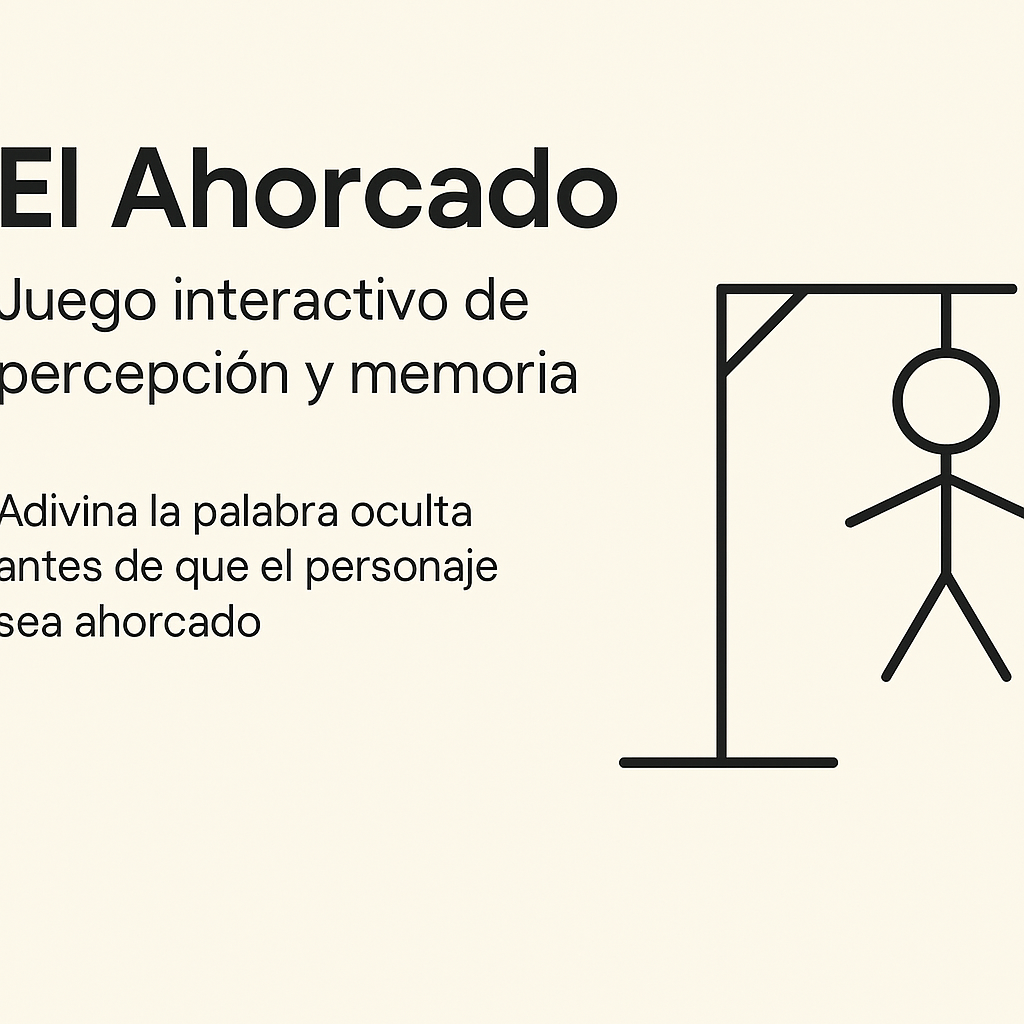 El Ahorcado
Juego interactivo de
percepción y memoria
Adivina la palabra oculta
antes de que el personaje
sea ahorcado